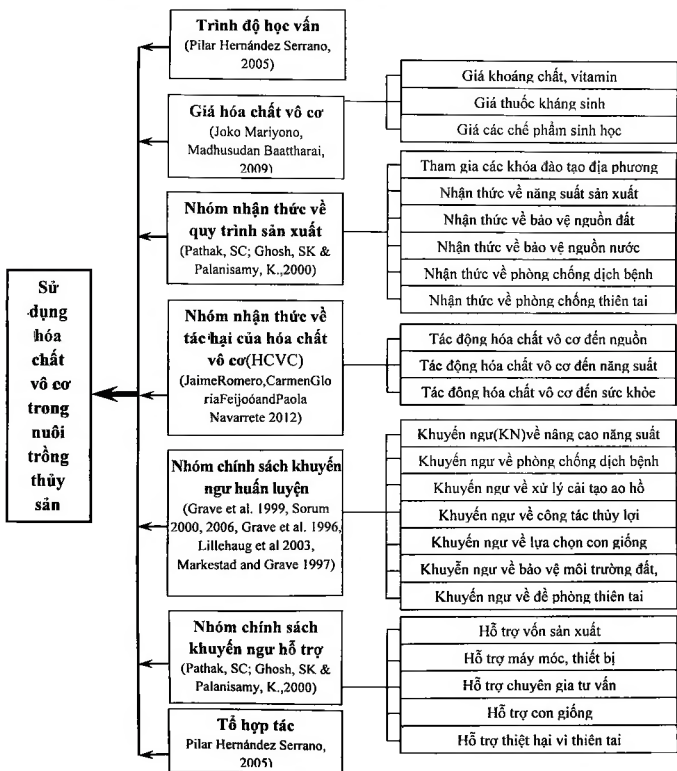 Sử
dụng
hóa
chất
vô cơ
trong
nuôi
trồng
thủy
sản
Trình độ học vấn
(Pilar Hernández Serrano,
2005)
Giá hóa chất vô cơ
(Joko Mariyono,
Madhusudan Baattharai,
2009)
Giá khoáng chất, vitamin
Giá thuốc kháng sinh
Giá các chế phẩm sinh học
Nhóm nhận thức về
quy trình sản xuất
(Pathak, SC; Ghosh, SK &
Palanisamy, K.,2000)
Tham gia các khóa đào tạo địa phương
Nhận thức về năng suất sản xuất
Nhận thức về bảo vệ nguồn đất
Nhận thức về bảo vệ nguồn nước
Nhận thức về phòng chống dịch bệnh
Nhận thức về phòng chống thiên tai
Nhóm nhận thức về
tác hại của hóa chất
vô cơ(HCVC)
(JaimeRomero,CarmenGlo
riaFeijoóandPaola
Navarrete 2012)
Tác động hóa chất vô cơ đến nguồn
Tác động hóa chất vô cơ đến năng suất
Tác đông hóa chất vô cơ đến sức khỏe
Nhóm chính sách khuyến
ngư huấn luyện
(Grave et al. 1999, Sorum
2000, 2006, Grave et al. 1996,
Lillehaug et al 2003,
Markestad and Grave 1997)
Khuyến ngư(KN)về nâng cao năng suất
Khuyến ngư về phòng chống dịch bệnh
Khuyến ngư về xử lý cải tạo ao hồ
Khuyến ngư về công tác thủy lợi
Khuyến ngư về lựa chọn con giống
Khuyến ngư về bảo vệ môi trường đất,
Khuyến ngư về đề phòng thiên tai
Nhóm chính sách
khuyến ngư hỗ trợ
(Pathak, SC; Ghosh, SK &
Palanisamy, K.,2000)
Hỗ trợ vốn sản xuất
Hỗ trợ máy móc, thiết bị
Hỗ trợ chuyên gia tư vấn
Hỗ trợ con giống
Hỗ trợ thiệt hại vì thiên tai
Tổ hợp tác
Pilar Hernández Serrano,
2005)